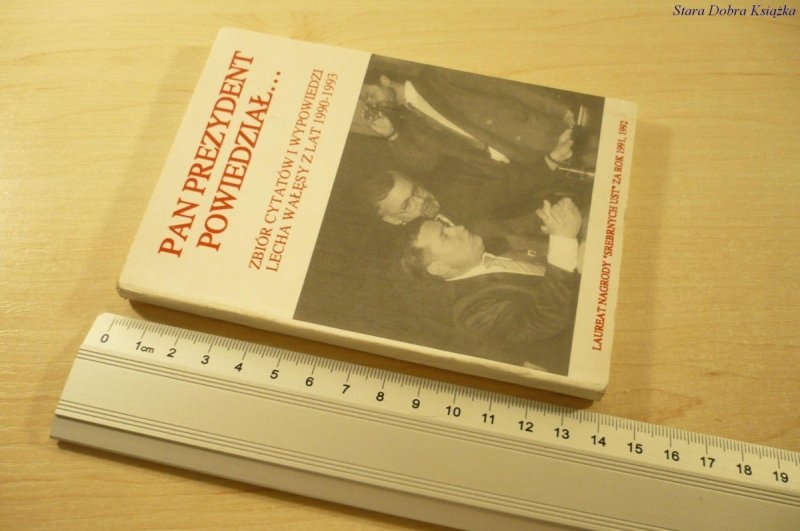 Stara Dobra Książka
PAN PREZYDENT
POWIEDZIAŁ...
ZBIÓR CYTATÓW I WYPOWIEDZI
LECHA WAŁĘSY Z LAT 1990-1993
LAUREAT NAGRODY "SREBRNYCH UST" ZA ROK 1991, 1992
0 1cm 2 3 4 5 6 7 8 9 10 11 12 13 14 15 16 17 18 19